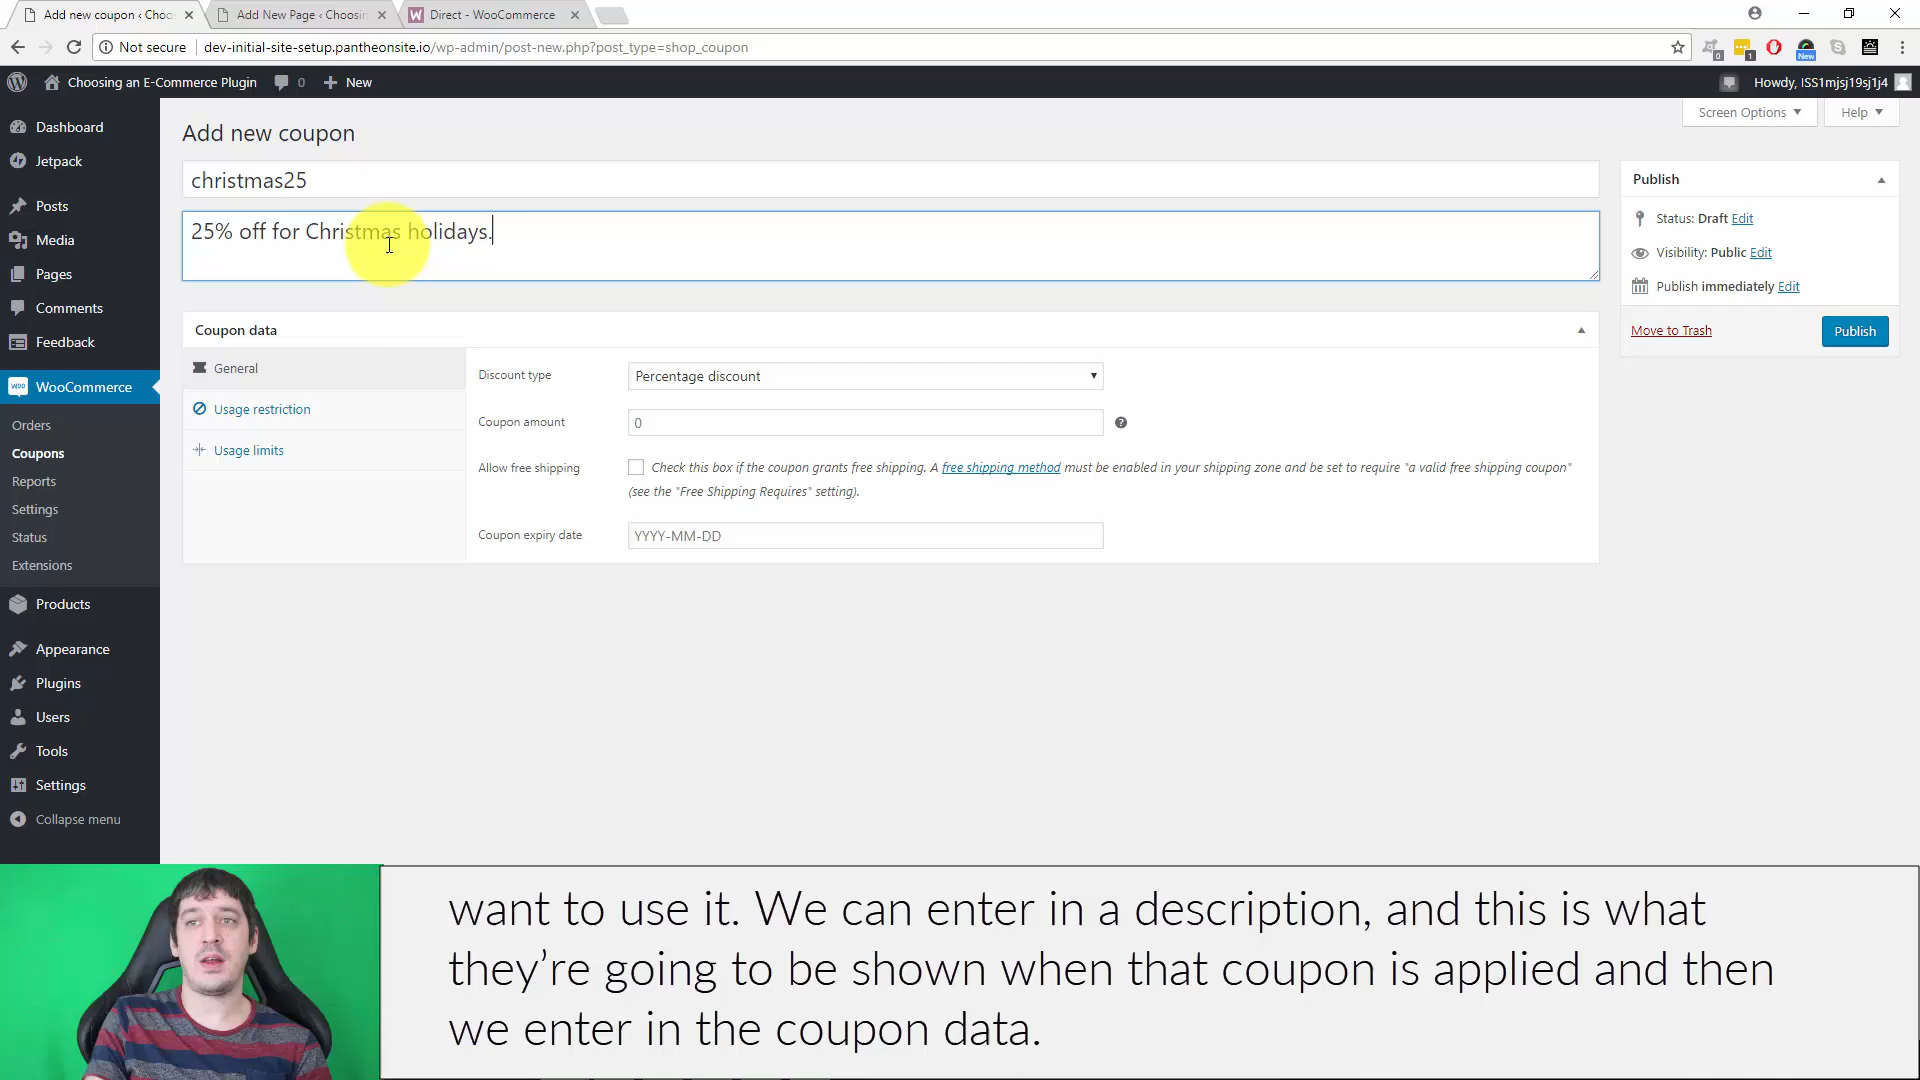 Add new coupon ‹ Choo
Add New Page ‹ Choosin
Direct - WooCommerce
Not secure
dev-initial-site-setup.pantheonsite.io/wp-admin/post-new.php?post_type=shop_coupon
0
1
New
Choosing an E-Commerce Plugin
0
New
Howdy, ISS1mjsj19sj1j4
Screen Options
Help
Dashboard
Jetpack
Posts
Media
Pages
Comments
Feedback
WooCommerce
Orders
Coupons
Reports
Settings
Status
Extensions
Products
Appearance
Plugins
Users
Tools
Settings
Collapse menu
Add new coupon
christmas25
25% off for Christmas holidays.
Coupon data
General
Usage restriction
Usage limits
Discount type
Percentage discount
Coupon amount
0
Allow free shipping
Check this box if the coupon grants free shipping. A free shipping method must be enabled in your shipping zone and be set to require "a valid free shipping coupon"
(see the "Free Shipping Requires" setting).
Coupon expiry date
YYYY-MM-DD
Publish
Status: Draft Edit
Visibility: Public Edit
Publish immediately Edit
Move to Trash
Publish
want to use it. We can enter in a description, and this is what
they’re going to be shown when that coupon is applied and then
we enter in the coupon data.